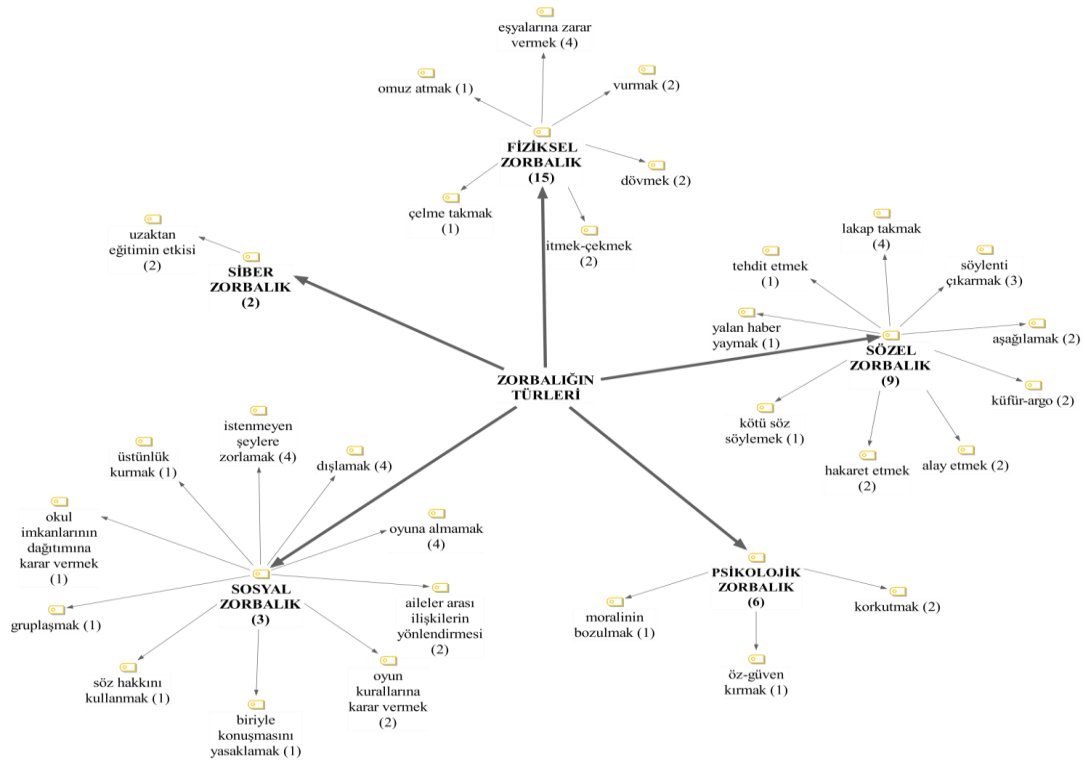 eşyalarına zarar
vermek (4)
omuz atmak (1)
vurmak (2)
FİZİKSEL
ZORBALIK
(15)
dövmek (2)
çelme takmak
(1)
itmek-çekmek
(2)
uzaktan
eğitimin etkisi
(2)
SİBER
ZORBALIK
(2)
lakap takmak
(4)
tehdit etmek
(1)
söylenti
çıkarmak (3)
yalan haber
yaymak (1)
aşağılamak (2)
SÖZEL
ZORBALIK
(9)
küfür-argo (2)
kötü söz
söylemek (1)
hakaret etmek
(2)
alay etmek (2)
ZORBALIĞIN
TÜRLERİ
istenmeyen
şeylere
zorlamak (4)
üstünlük
kurmak (1)
dışlamak (4)
okul
imkanlarının
dağıtımına
karar vermek
(1)
oyuna almamak
(4)
SOSYAL
ZORBALIK
(3)
gruplaşmak (1)
aileler arası
ilişkilerin
yönlendirmesi
(2)
söz hakkını
kullanmak (1)
biriyle
konuşmasını
yasaklamak (1)
oyun
kurallarına
karar vermek
(2)
PSİKOLOJİK
ZORBALIK
(6)
moralinin
bozulmak (1)
korkutmak (2)
öz-güven
kırmak (1)